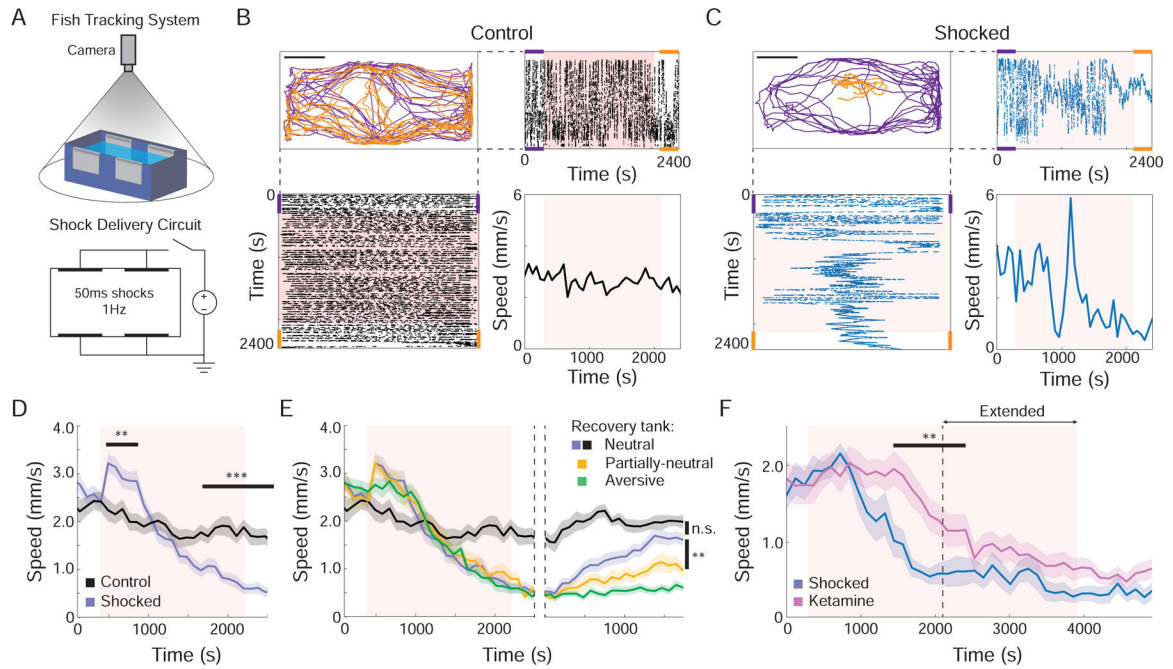 A
Fish Tracking System
Camera
Shock Delivery Circuit
50ms shocks
1Hz
+
−
B
Control
0
2400
Time (s)
0
2400
Time (s)
6
0
Speed (mm/s)
0
1000
2000
Time (s)
C
Shocked
0
2400
Time (s)
0
2400
Time (s)
6
0
Speed (mm/s)
0
1000
2000
Time (s)
D
4.0
3.0
2.0
1.0
0
Speed (mm/s)
**
***
Control
Shocked
1000
2000
Time (s)
E
4.0
3.0
2.0
1.0
0
Speed (mm/s)
Recovery tank:
Neutral
Partially-neutral
Aversive
n.s.
**
1000
2000
1000
Time (s)
F
Extended
**
2.0
1.0
0
Speed (mm/s)
Shocked
Ketamine
0
1000
2000
3000
4000
Time (s)